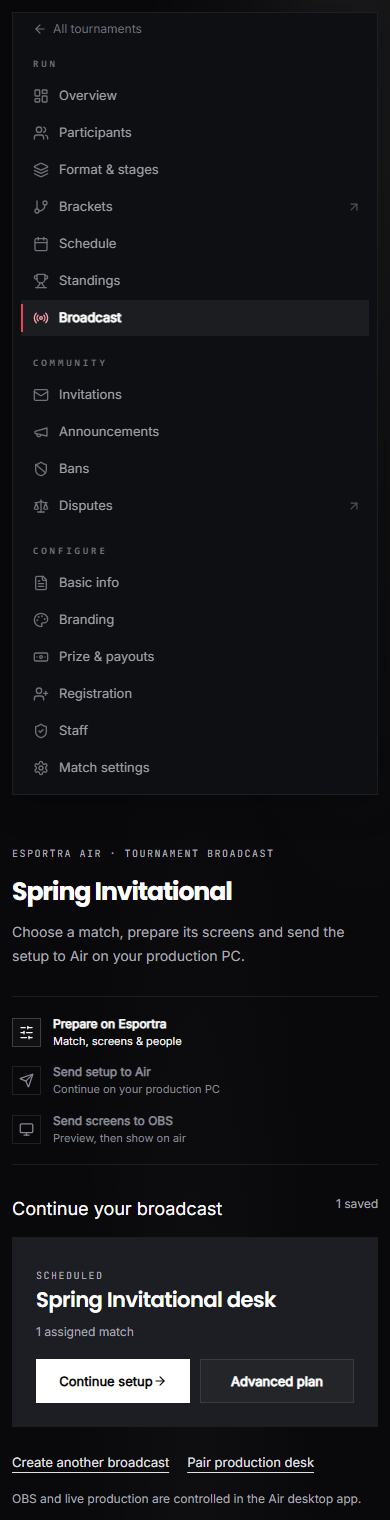 All tournaments
RUN
Overview
Participants
Format & stages
Brackets
Schedule
Standings
Broadcast
COMMUNITY
Invitations
Announcements
Bans
Disputes
CONFIGURE
Basic info
Branding
Prize & payouts
Registration
Staff
Match settings
ESPORTRA AIR · TOURNAMENT BROADCAST
Spring Invitational
Choose a match, prepare its screens and send the
setup to Air on your production PC.
Prepare on Esportra
Match, screens & people
Send setup to Air
Continue on your production PC
Send screens to OBS
Preview, then show on air
Continue your broadcast
1 saved
SCHEDULED
Spring Invitational desk
1 assigned match
Continue setup
Advanced plan
Create another broadcast
Pair production desk
OBS and live production are controlled in the Air desktop app.